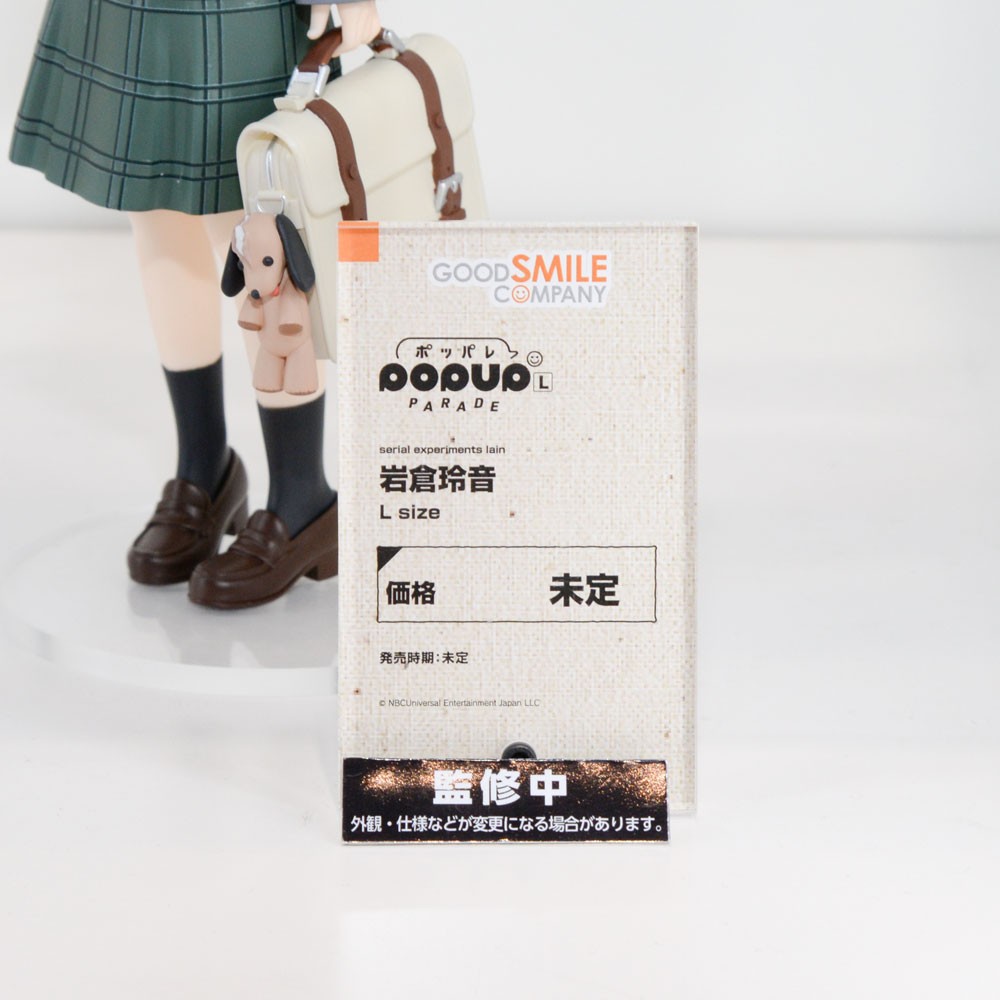 GOOD SMILE
COMPANY
ポッパレっ
POPUP L
PARADE
serial experiments lain
岩倉玲音
L size
価格 未定
発売時期：未定
© NBCUniversal Entertainment Japan LLC
監修中
外観・仕様などが変更になる場合があります。